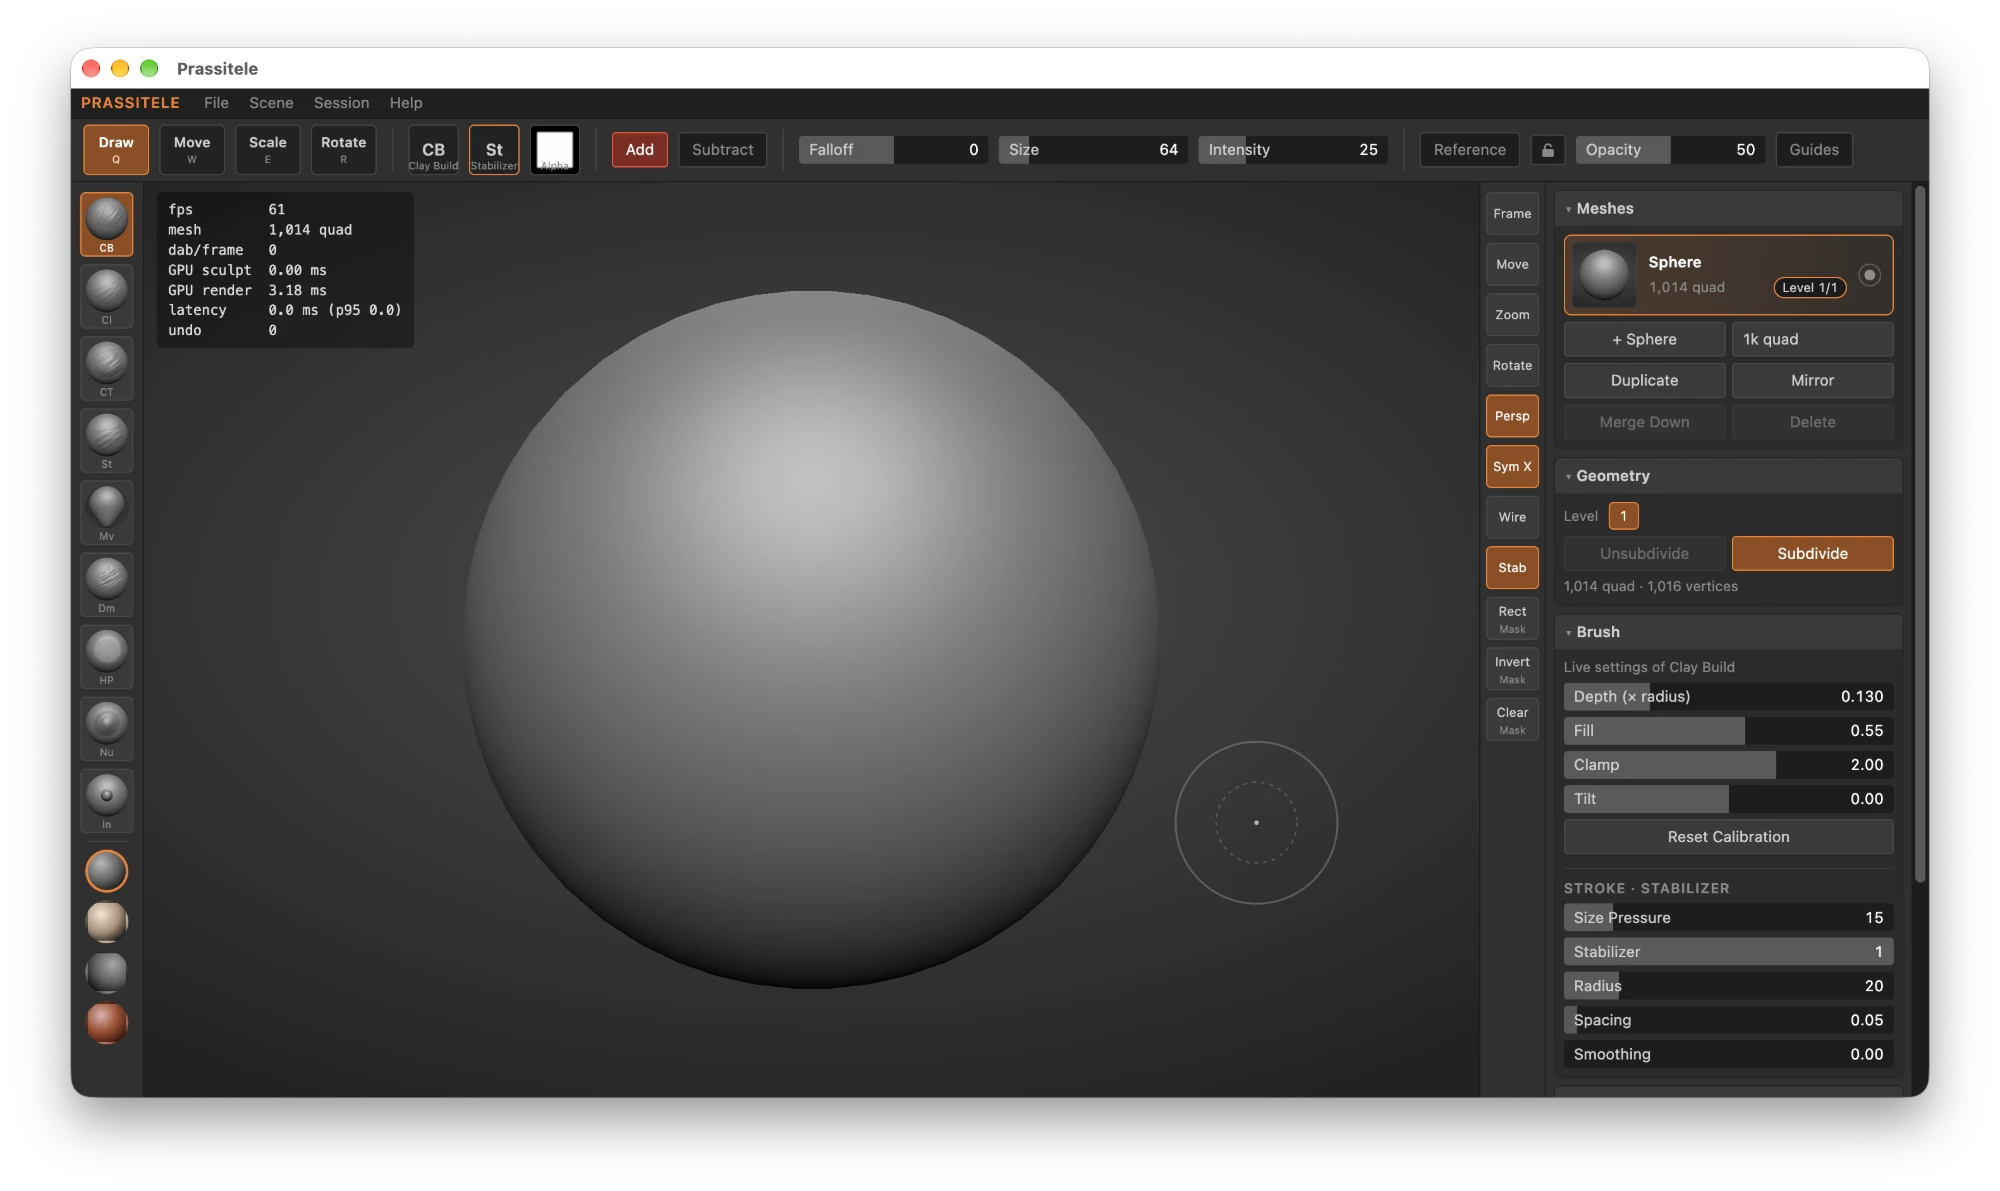 Prassitele
PRASSITELE File Scene Session Help
Draw Q
Move W
Scale E
Rotate R
CB Clay Build
St Stabilizer
Alpha
Add
Subtract
Falloff 0
Size 64
Intensity 25
Reference
Opacity 50
Guides
CB
Cl
CT
St
Mv
Dm
HP
Nu
In
fps 61
mesh 1,014 quad
dab/frame 0
GPU sculpt 0.00 ms
GPU render 3.18 ms
latency 0.0 ms (p95 0.0)
undo 0
Frame
Move
Zoom
Rotate
Persp
Sym X
Wire
Stab
Rect Mask
Invert Mask
Clear Mask
Meshes
Sphere
1,014 quad Level 1/1
+ Sphere 1k quad
Duplicate Mirror
Merge Down Delete
Geometry
Level 1
Unsubdivide Subdivide
1,014 quad · 1,016 vertices
Brush
Live settings of Clay Build
Depth (× radius) 0.130
Fill 0.55
Clamp 2.00
Tilt 0.00
Reset Calibration
STROKE · STABILIZER
Size Pressure 15
Stabilizer 1
Radius 20
Spacing 0.05
Smoothing 0.00